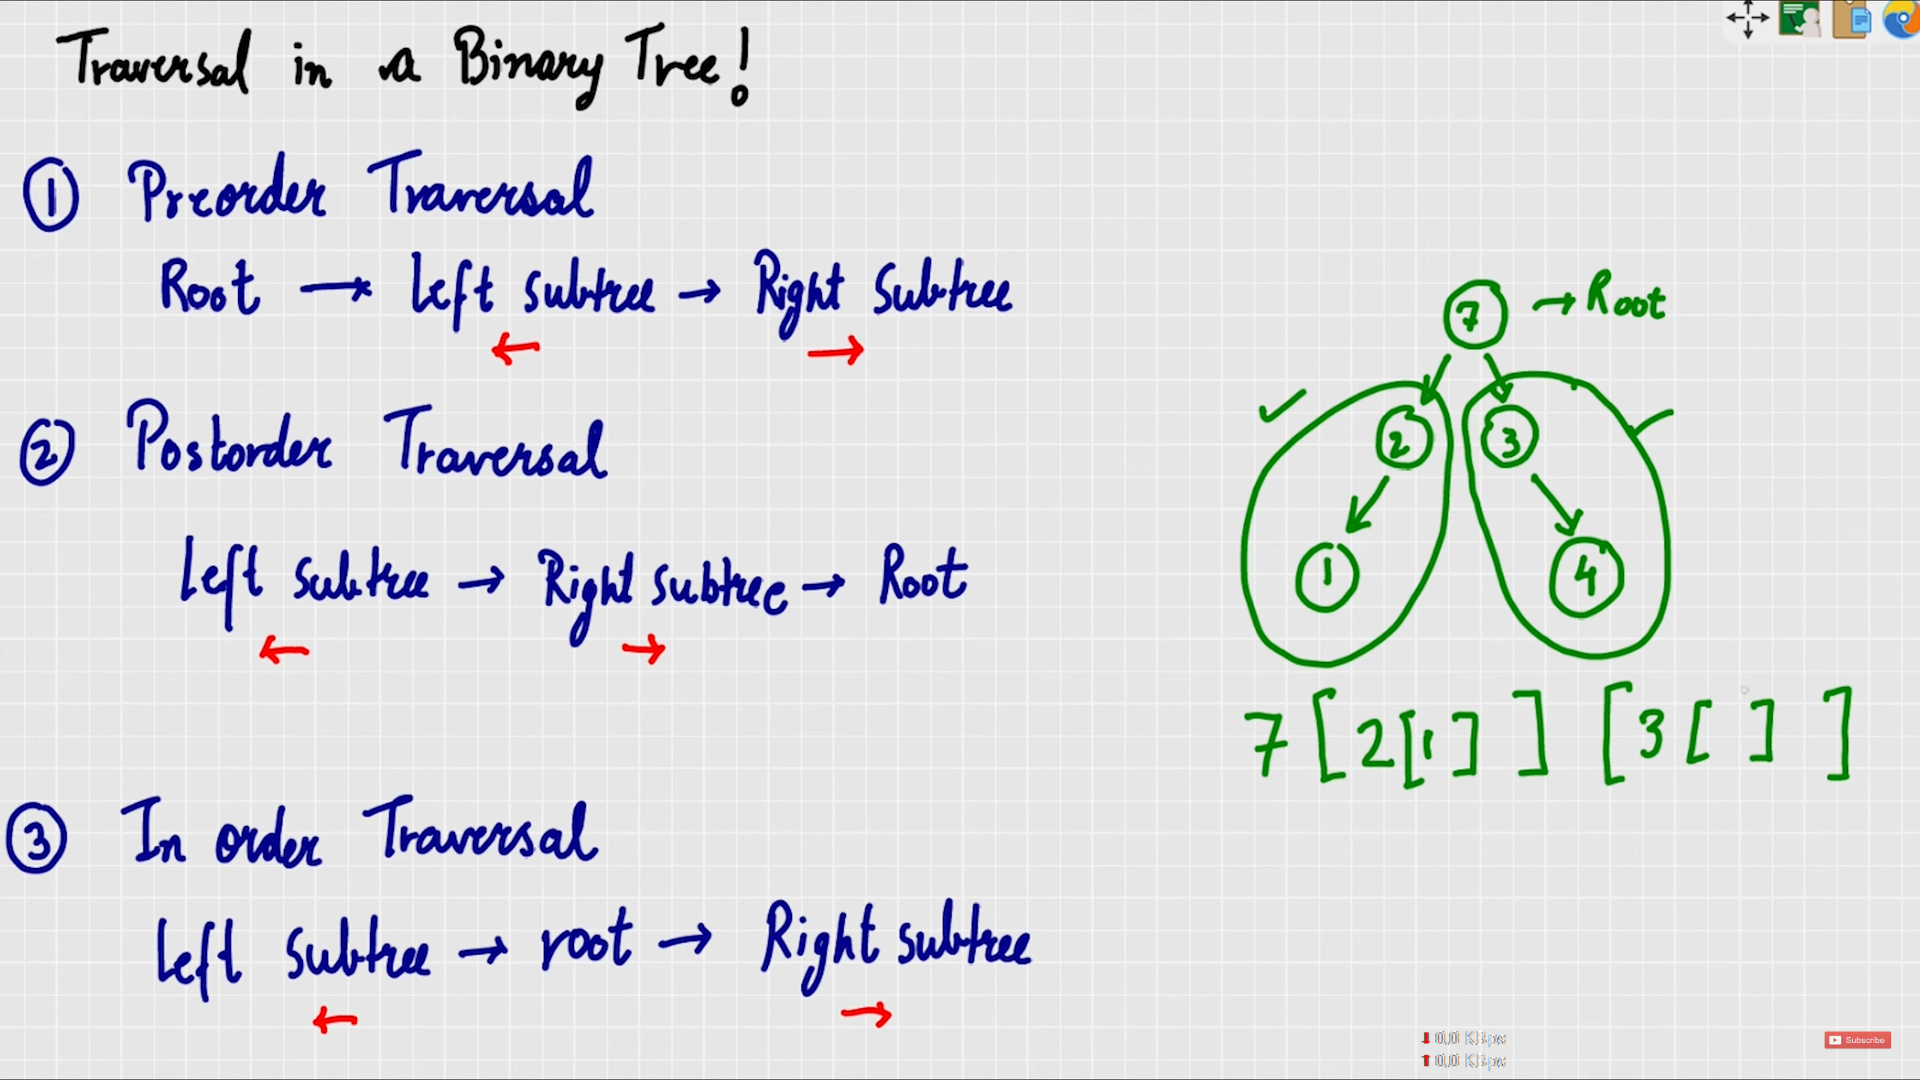 Traversal in a Binary Tree!
① Preorder Traversal
Root → Left subtree → Right Subtree
② Postorder Traversal
Left subtree → Right subtree → Root
③ In order Traversal
Left Subtree → root → Right subtree
7 → Root
2 3
1 4
7 [ 2 [ 1 ] ] [ 3 [ ] ]
0.0 KBps
0.0 KBps
Subscribe